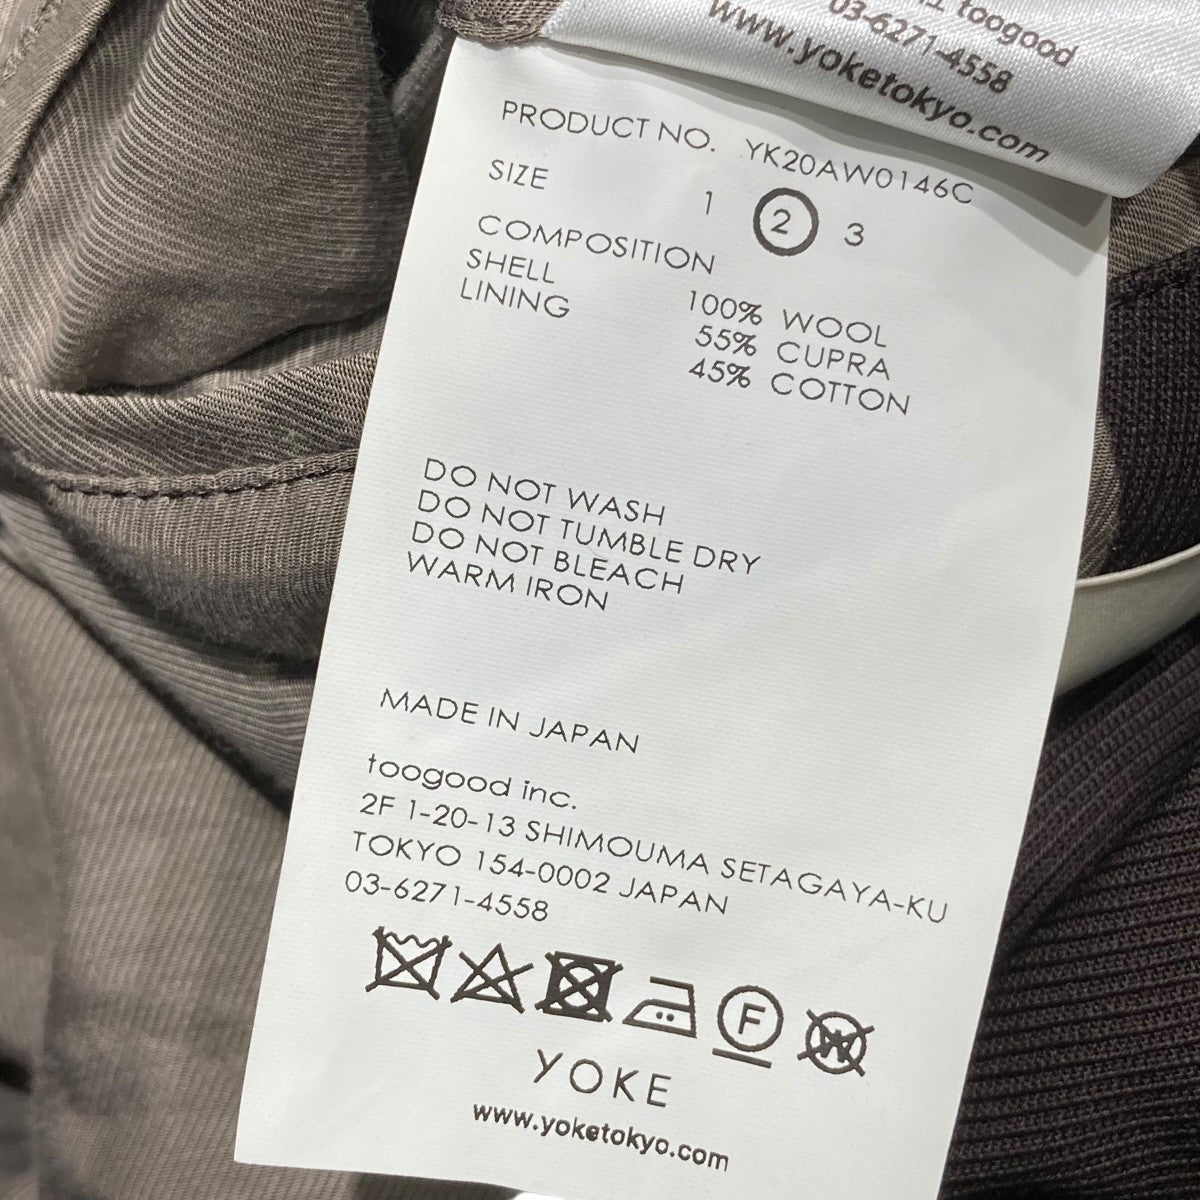 toogood
03-6271-4558
www.yoketokyo.com
PRODUCT NO. YK20AW0146C
SIZE 1 2 3
COMPOSITION
SHELL 100% WOOL
LINING 55% CUPRA
45% COTTON
DO NOT WASH
DO NOT TUMBLE DRY
DO NOT BLEACH
WARM IRON
MADE IN JAPAN
toogood inc.
2F 1-20-13 SHIMOUMA SETAGAYA-KU
TOKYO 154-0002 JAPAN
03-6271-4558
F W
YOKE
www.yoketokyo.com